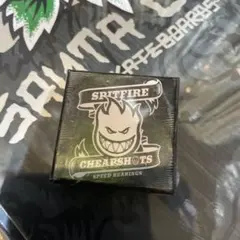 SANTA C
SKATEBOARDS
SPITFIRE
CHEAPSHOTS
SPEED BEARINGS